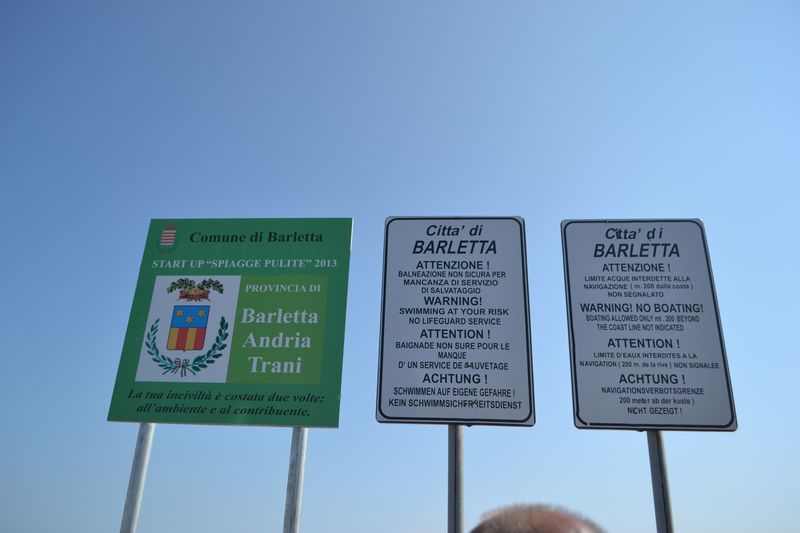 Comune di Barletta
START UP "SPIAGGE PULITE" 2013
PROVINCIA DI
Barletta
Andria
Trani
La tua inciviltà è costata due volte:
all'ambiente e al contribuente.
Citta' di
BARLETTA
ATTENZIONE !
BALNEAZIONE NON SICURA PER
MANCANZA DI SERVIZIO
DI SALVATAGGIO
WARNING!
SWIMMING AT YOUR RISK
NO LIFEGUARD SERVICE
ATTENTION !
BAIGNADE NON SURE POUR LE
MANQUE
D' UN SERVICE DE SAUVETAGE
ACHTUNG !
SCHWIMMEN AUF EIGENE GEFAHRE !
KEIN SCHWIMMSICHRFREITSDIENST
Citta' di
BARLETTA
ATTENZIONE !
LIMITE ACQUE INTERDETTE ALLA
NAVIGAZIONE ( m. 200 dalla costa )
NON SEGNALATO
WARNING! NO BOATING!
BOATING ALLOWED ONLY mt. 200 BEYOND
THE COAST LINE NOT INDICATED
ATTENTION !
LIMITE D'EAUX INTERDITES A LA
NAVIGATION ( 200 m. de la rive ) NON SIGNALEE
ACHTUNG !
NAVIGATIONSVERBOTSGRENZE
200 meter ab der kuste )
NICHT GEZEIGT !